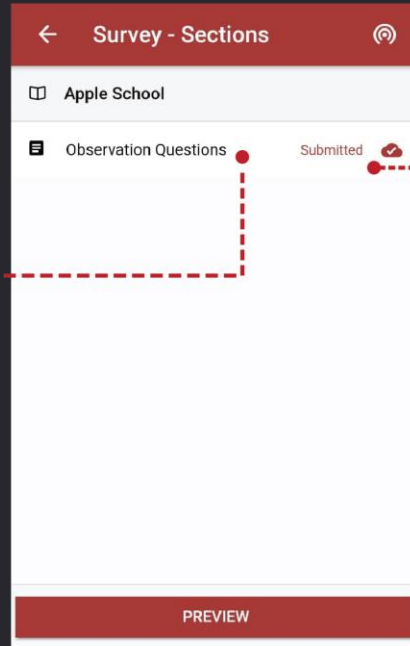 Survey - Sections
Apple School
Observation Questions Submitted
PREVIEW